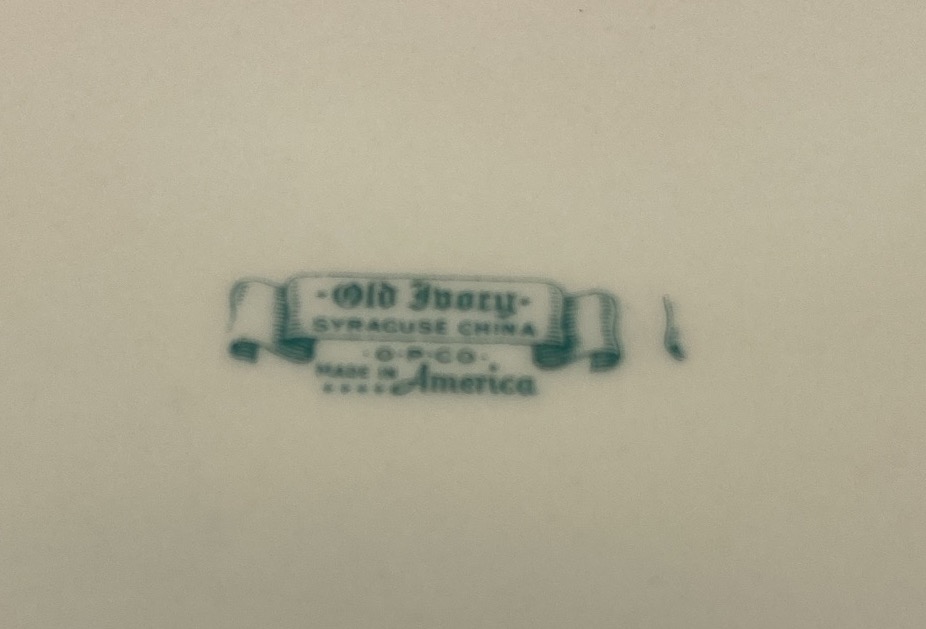 ·Old Ivory·
SYRACUSE CHINA
·O·P·CO·
MADE IN America